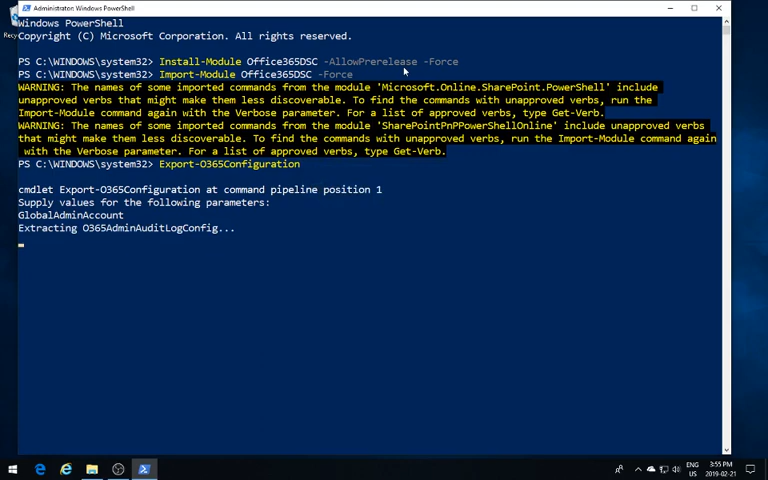 Administrator: Windows PowerShell
Windows PowerShell
Copyright (C) Microsoft Corporation. All rights reserved.
PS C:\WINDOWS\system32> Install-Module Office365DSC -AllowPrerelease -Force
PS C:\WINDOWS\system32> Import-Module Office365DSC -Force
WARNING: The names of some imported commands from the module 'Microsoft.Online.SharePoint.PowerShell' include
unapproved verbs that might make them less discoverable. To find the commands with unapproved verbs, run the
Import-Module command again with the Verbose parameter. For a list of approved verbs, type Get-Verb.
WARNING: The names of some imported commands from the module 'SharePointPnPPowerShellOnline' include unapproved verbs
that might make them less discoverable. To find the commands with unapproved verbs, run the Import-Module command again
with the Verbose parameter. For a list of approved verbs, type Get-Verb.
PS C:\WINDOWS\system32> Export-O365Configuration
cmdlet Export-O365Configuration at command pipeline position 1
Supply values for the following parameters:
GlobalAdminAccount
Extracting O365AdminAuditLogConfig...
Recy
ENG
US
3:55 PM
2019-02-21